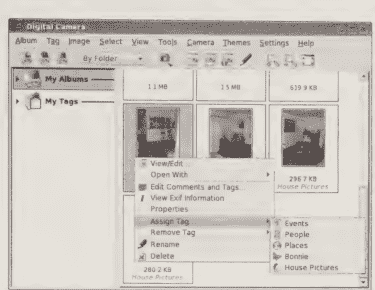 Digital Camera
Album Tag Image Select View Tools Camera Themes Settings Help
By Folder
My Albums
My Tags
1.1 MB
1.5 MB
619.9 KB
View/Edit...
Open With
Edit Comments and Tags...
View Exif Information
Properties
Assign Tag
Remove Tag
Rename
Delete
296.7 KB
House Pictures
Events
People
Places
Bonnie
House Pictures
280.2 KB
House Pictures